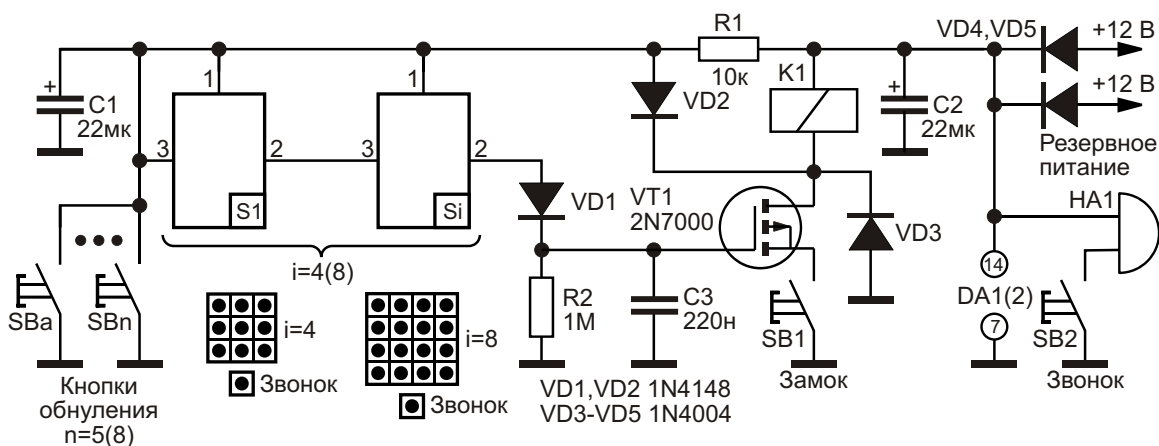 C1
22мк
+
1
1
3
2
3
2
S1
Si
i=4(8)
SBa
SBn
Кнопки
обнуления
n=5(8)
i=4
Звонок
i=8
Звонок
VD1
R2
1М
C3
220н
VD1,VD2 1N4148
VD3-VD5 1N4004
VT1
2N7000
R1
10к
VD2
K1
VD3
SB1
Замок
+
C2
22мк
VD4,VD5
+12 В
+12 В
Резервное
питание
HA1
14
DA1(2)
7
SB2
Звонок